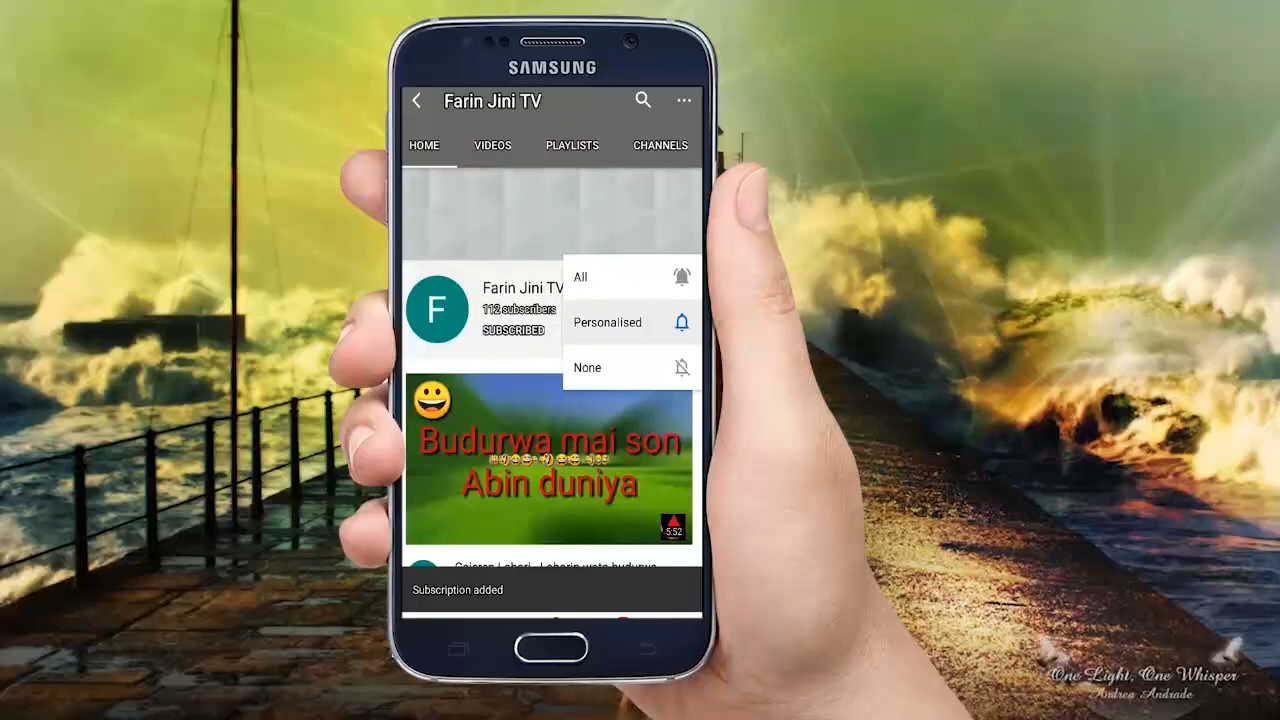 SAMSUNG
Farin Jini TV
HOME VIDEOS PLAYLISTS CHANNELS
All
Farin Jini TV
112 subscribers
Personalised
SUBSCRIBED
None
Budurwa mai son
Abin duniya
5:52
Subscription added
One Light, One Whisper
Andrea Andrade